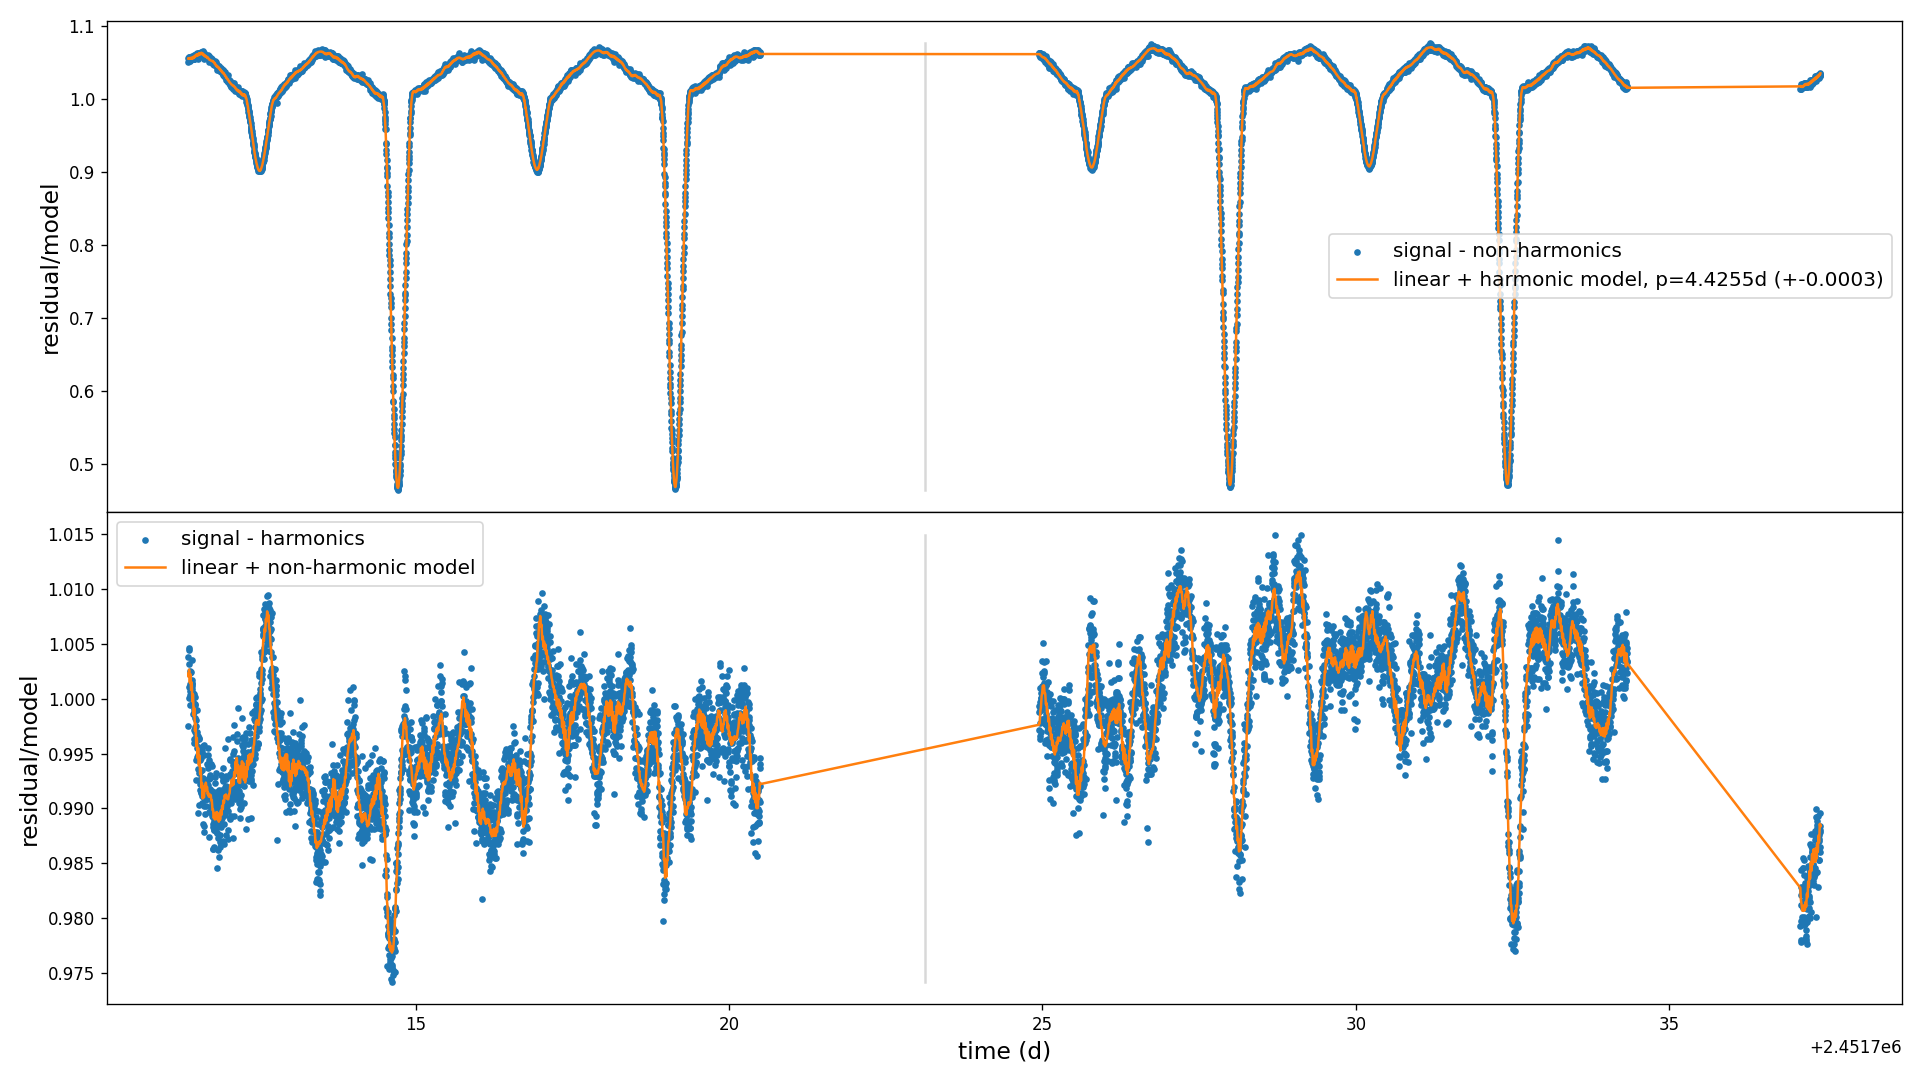 1.1
1.0
0.9
0.8
0.7
0.6
0.5
residual/model
signal - non-harmonics
linear + harmonic model, p=4.4255d (+-0.0003)
1.015
1.010
1.005
1.000
0.995
0.990
0.985
0.980
0.975
residual/model
signal - harmonics
linear + non-harmonic model
15
20
25
30
35
time (d)
+2.4517e6